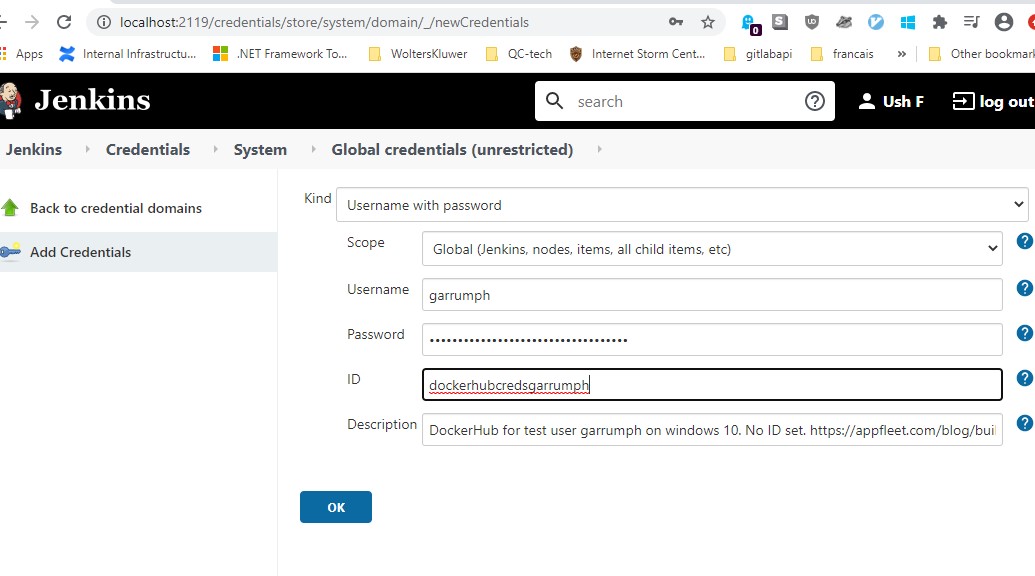 localhost:2119/credentials/store/system/domain/_/newCredentials
0
S
Apps Internal Infrastructu... .NET Framework To... WoltersKluwer QC-tech Internet Storm Cent... gitlabapi francais » Other bookmark
Jenkins search Ush F log out
Jenkins Credentials System Global credentials (unrestricted)
Back to credential domains
Add Credentials
Kind Username with password
Scope Global (Jenkins, nodes, items, all child items, etc)
Username garrumph
Password •••••••••••••••••••••••••••••••••••
ID dockerhubcredsgarrumph
Description DockerHub for test user garrumph on windows 10. No ID set. https://appfleet.com/blog/buil
OK